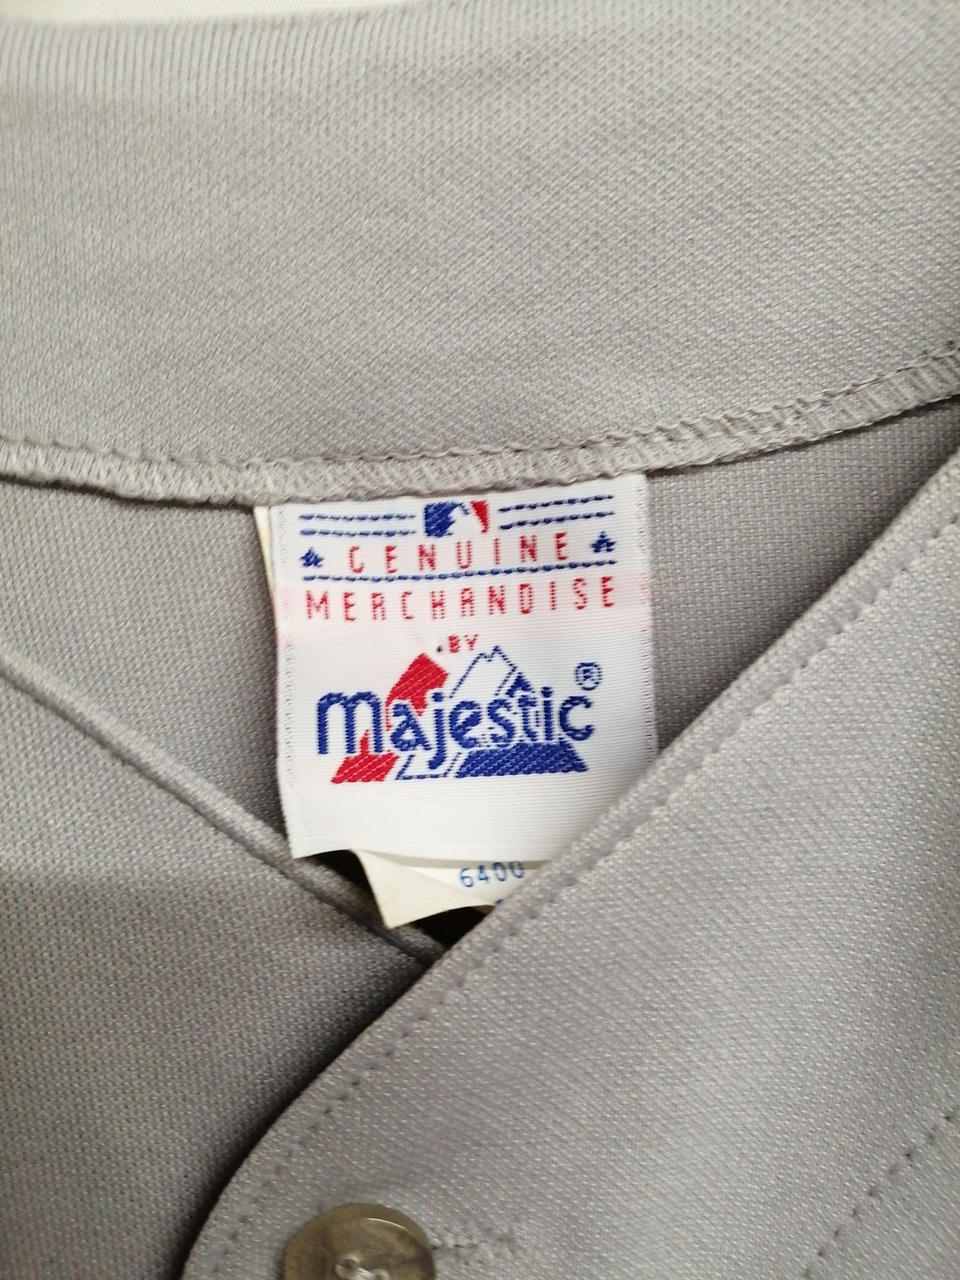 GENUINE
MERCHANDISE
BY
majestic®
6400